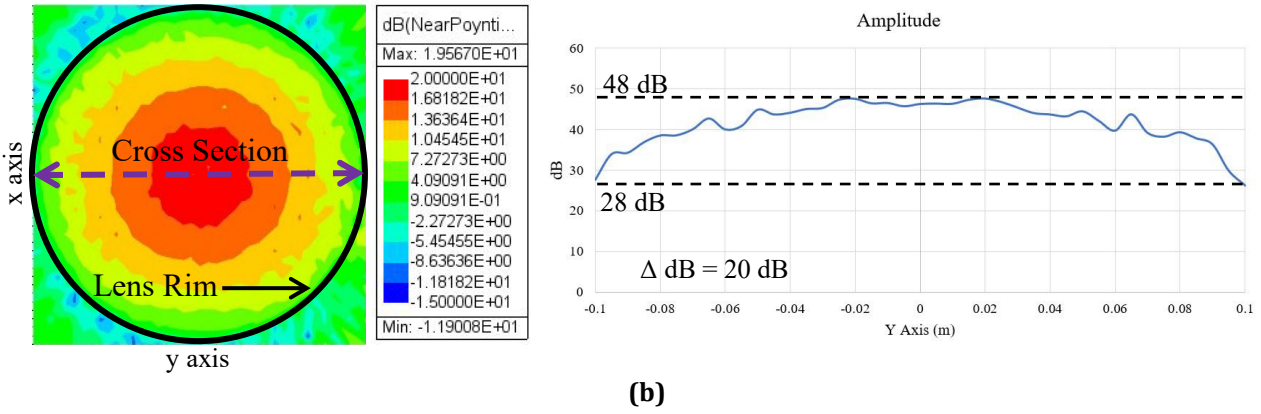 x axis
Cross Section
Lens Rim
y axis
dB(NearPoynti...
Max: 1.95670E+01
2.00000E+01
1.68182E+01
1.36364E+01
1.04545E+01
7.27273E+00
4.09091E+00
9.09091E-01
-2.27273E+00
-5.45455E+00
-8.63636E+00
-1.18182E+01
-1.50000E+01
Min: -1.19008E+01
Amplitude
dB
60
50
40
30
20
10
0
48 dB
28 dB
Δ dB = 20 dB
-0.1 -0.08 -0.06 -0.04 -0.02 0 0.02 0.04 0.06 0.08 0.1
Y Axis (m)
(b)